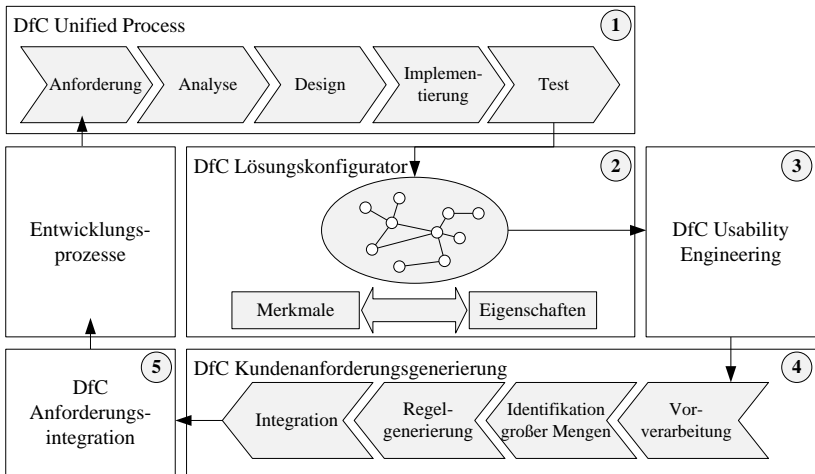 DfC Unified Process
1
Anforderung
Analyse
Design
Implemen-
tierung
Test
Entwicklungs-
prozesse
DfC Lösungskonfigurator
2
Merkmale
Eigenschaften
3
DfC Usability
Engineering
5
DfC
Anforderungs-
integration
DfC Kundenanforderungsgenerierung
4
Integration
Regel-
generierung
Identifikation
großer Mengen
Vor-
verarbeitung